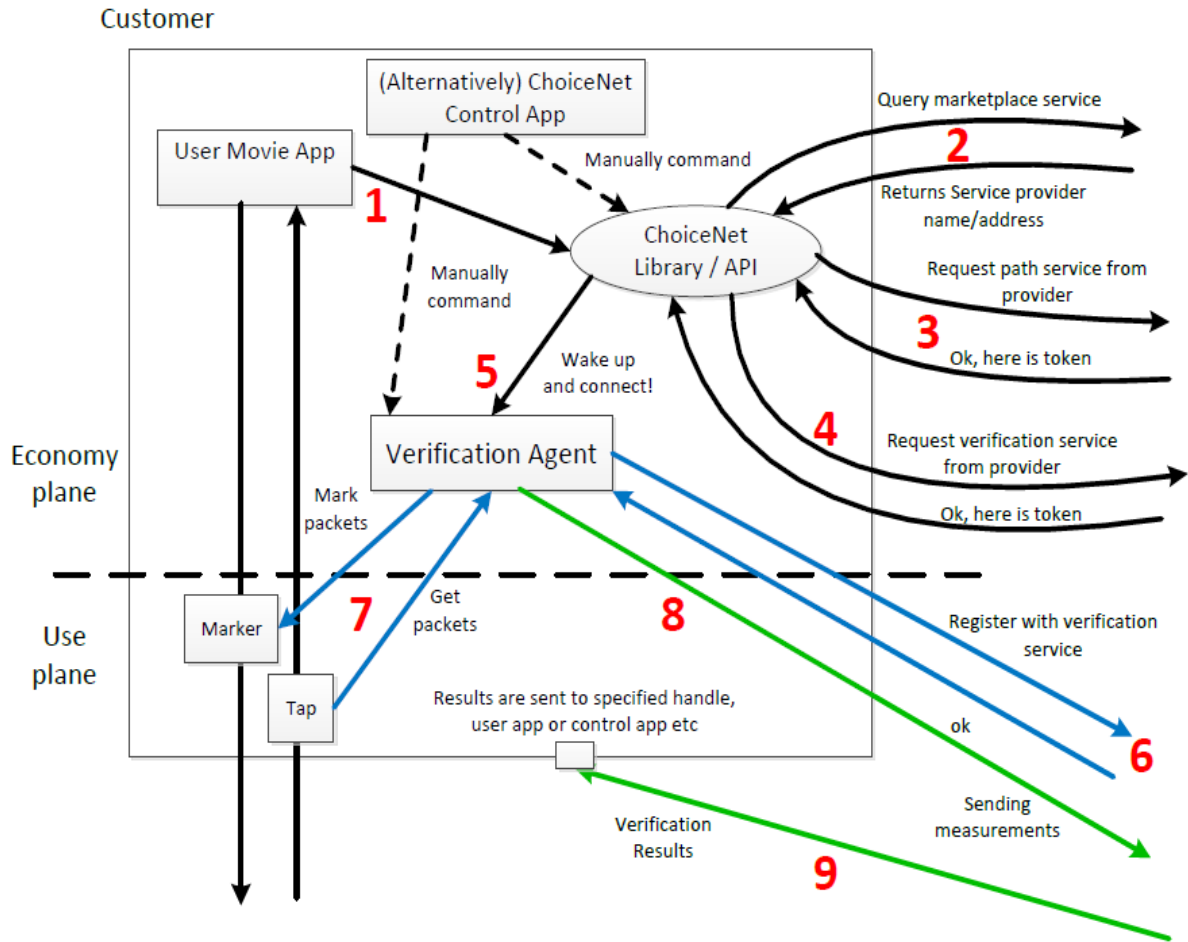 Customer
(Alternatively) ChoiceNet
Control App
User Movie App
Manually command
Query marketplace service
2
Returns Service provider
name/address
1
ChoiceNet
Library / API
Manually
command
Request path service from
provider
3
Ok, here is token
5
Wake up
and connect!
4
Request verification service
from provider
Ok, here is token
Economy
plane
Verification Agent
Mark
packets
Use
plane
Marker
7
Get
packets
8
Register with verification
service
Tap
Results are sent to specified handle,
user app or control app etc
ok
6
Sending
measurements
Verification
Results
9